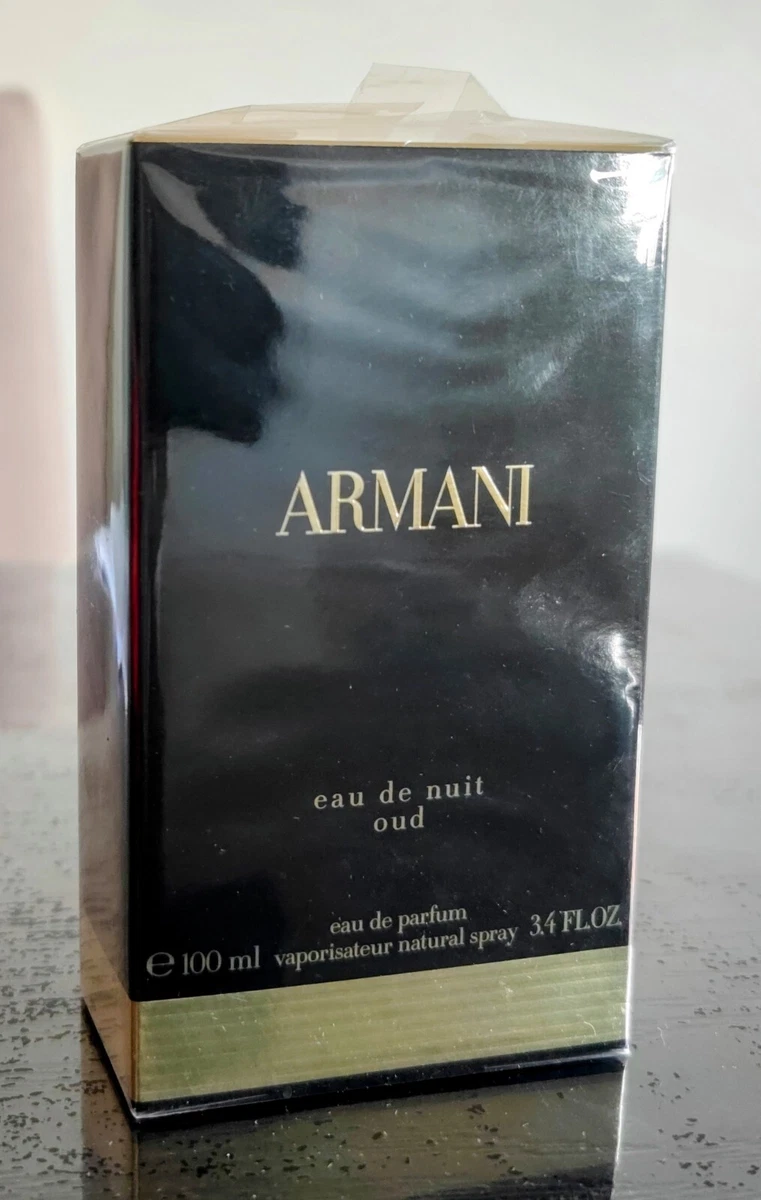 ARMANI
eau de nuit
oud
eau de parfum
℮ 100 ml vaporisateur natural spray 3.4 FL.OZ